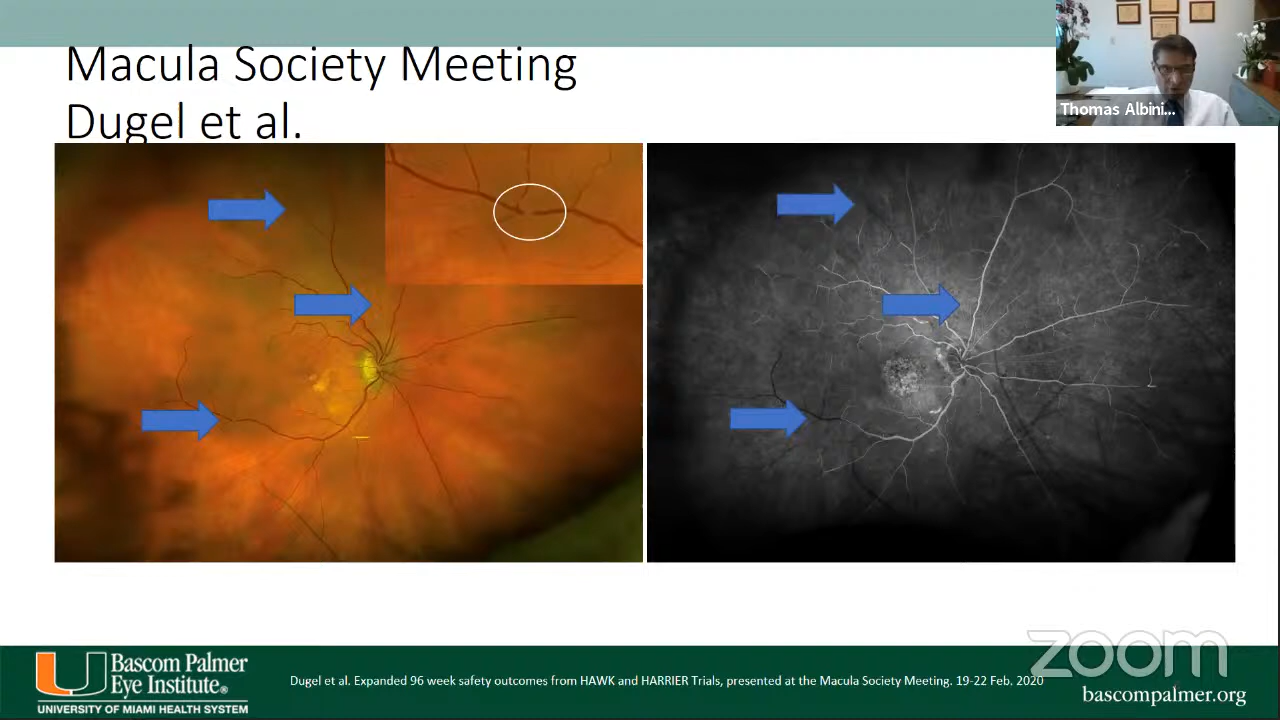 Macula Society Meeting
Dugel et al.
Thomas Albini...
zoom
Bascom Palmer
Eye Institute®
UNIVERSITY OF MIAMI HEALTH SYSTEM
Dugel et al. Expanded 96 week safety outcomes from HAWK and HARRIER Trials, presented at the Macula Society Meeting. 19-22 Feb. 2020
bascompalmer.org